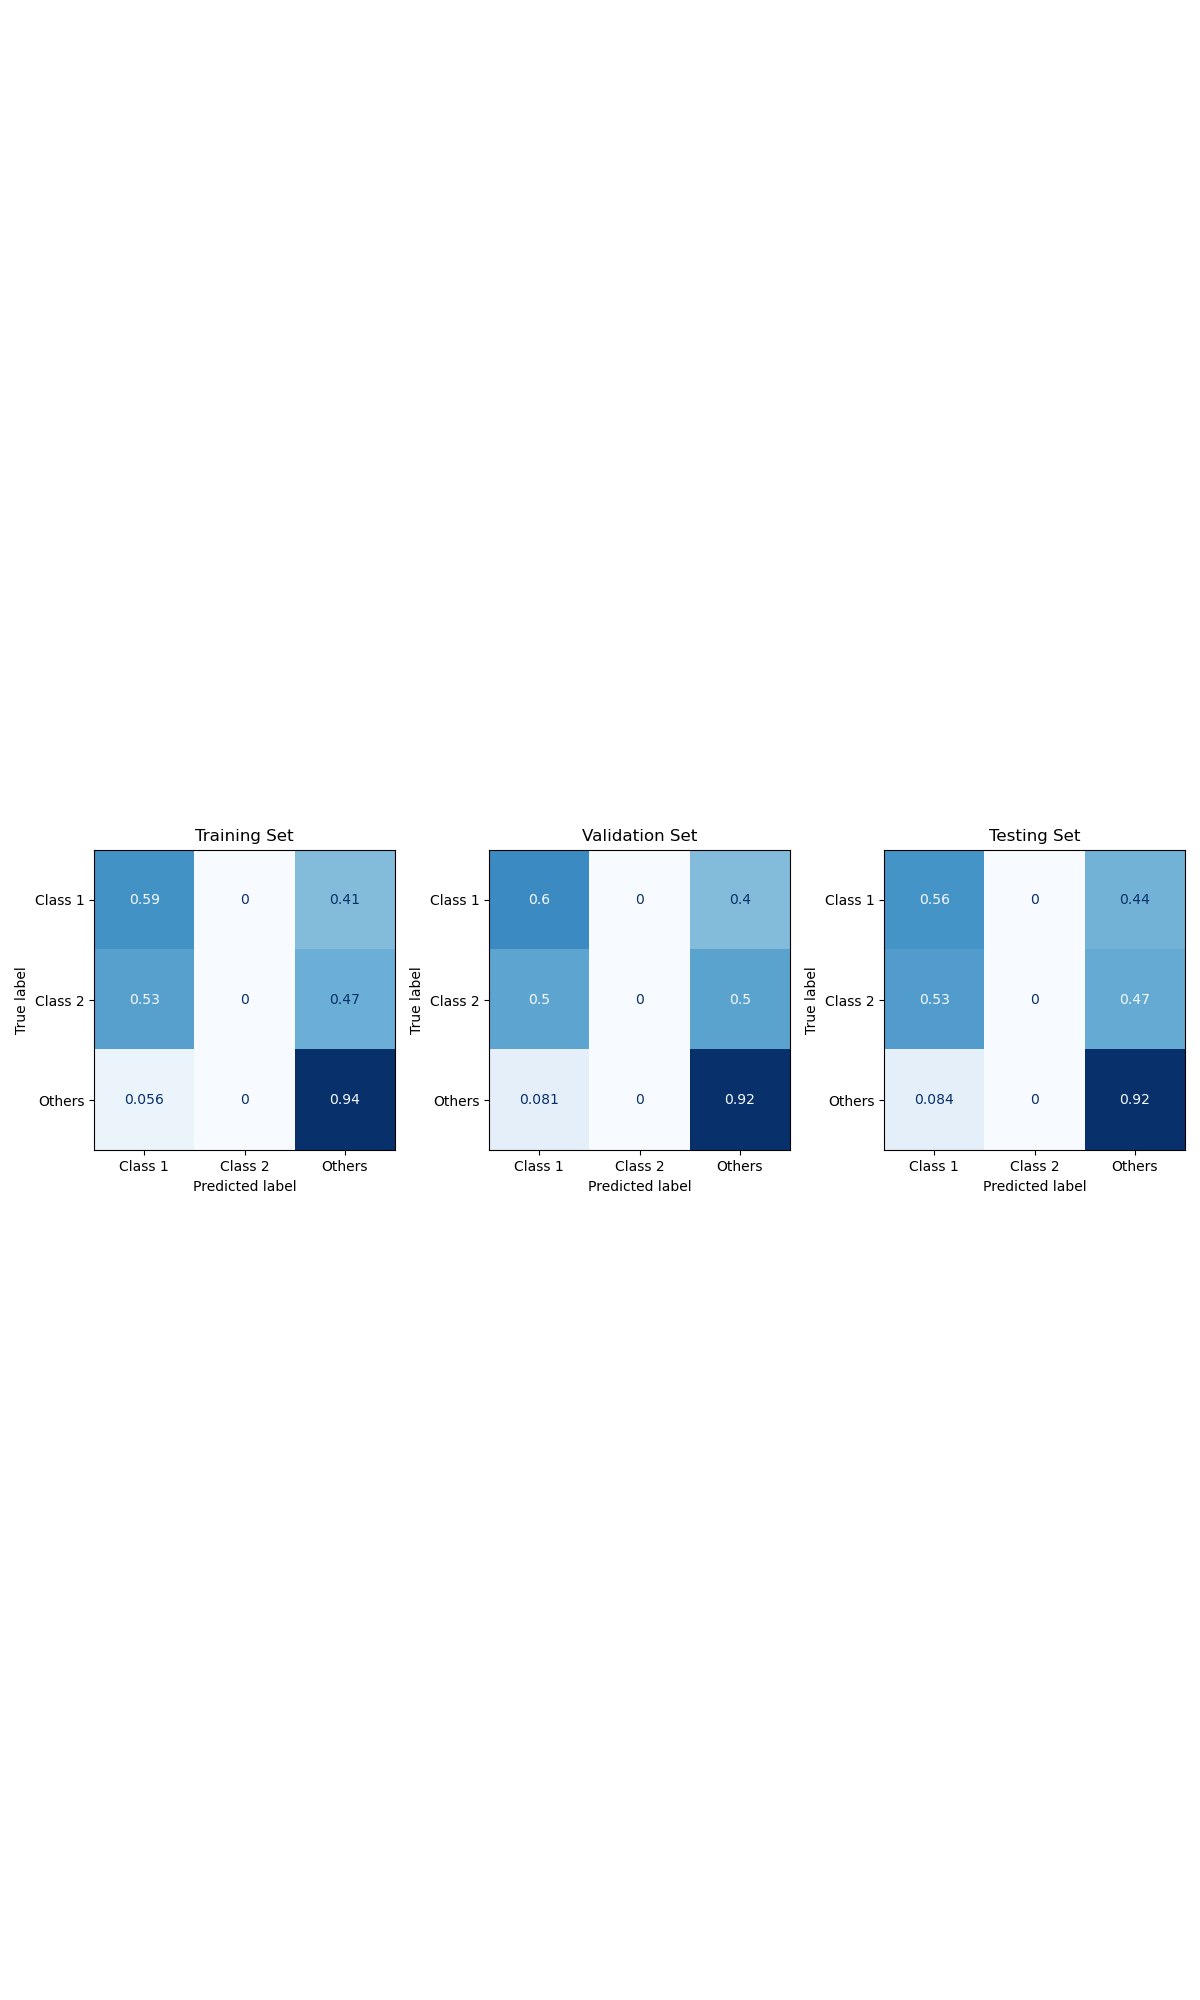 Training Set
Validation Set
Testing Set
True label
Class 1
0.59
0
0.41
Class 2
0.53
0
0.47
Others
0.056
0
0.94
Class 1
Class 2
Others
Predicted label
True label
Class 1
0.6
0
0.4
Class 2
0.5
0
0.5
Others
0.081
0
0.92
Class 1
Class 2
Others
Predicted label
True label
Class 1
0.56
0
0.44
Class 2
0.53
0
0.47
Others
0.084
0
0.92
Class 1
Class 2
Others
Predicted label